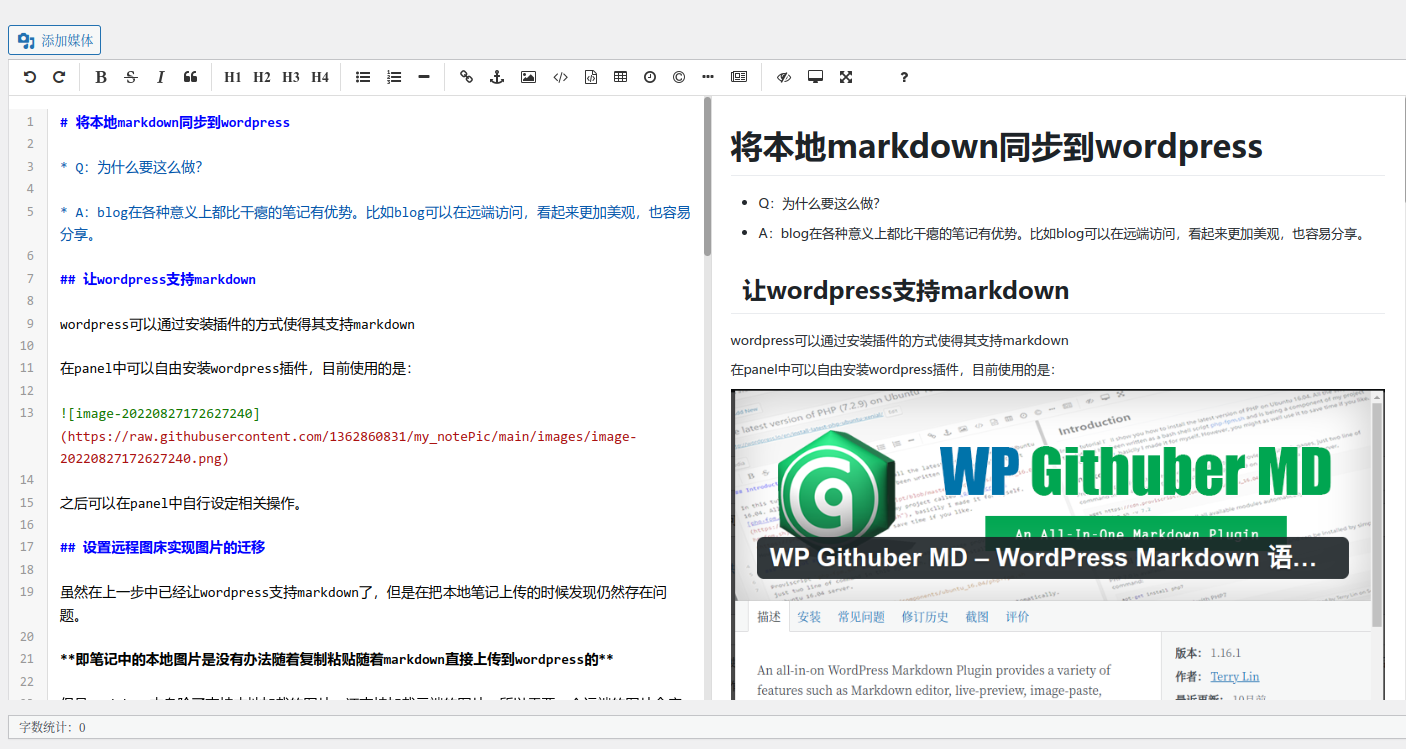 添加媒体
B S I H1 H2 H3 H4 ?
1 # 将本地markdown同步到wordpress
2
3 * Q：为什么要这么做？
4
5 * A：blog在各种意义上都比干瘪的笔记有优势。比如blog可以在远端访问，看起来更加美观，也容易
分享。
6
7 ## 让wordpress支持markdown
8
9 wordpress可以通过安装插件的方式使得其支持markdown
10
11 在panel中可以自由安装wordpress插件，目前使用的是：
12
13 ![image-20220827172627240]
(https://raw.githubusercontent.com/1362860831/my_notePic/main/images/image-
20220827172627240.png)
14
15 之后可以在panel中自行设定相关操作。
16
17 ## 设置远程图床实现图片的迁移
18
19 虽然在上一步中已经让wordpress支持markdown了，但是在把本地笔记上传的时候发现仍然存在问
题。
20
21 **即笔记中的本地图片是没有办法随着复制粘贴随着markdown直接上传到wordpress的**
22
将本地markdown同步到wordpress
Q：为什么要这么做？
A：blog在各种意义上都比干瘪的笔记有优势。比如blog可以在远端访问，看起来更加美观，也容易分享。
让wordpress支持markdown
wordpress可以通过安装插件的方式使得其支持markdown
在panel中可以自由安装wordpress插件，目前使用的是：
Introduction
WP Githuber MD
An All-In-One Markdown Plugin
WP Githuber MD – WordPress Markdown 语…
描述 安装 常见问题 修订历史 截图 评价
An all-in-on WordPress Markdown Plugin provides a variety of
features such as Markdown editor, live-preview, image-paste,
版本： 1.16.1
作者： Terry Lin
最近更新： 10月前
字数统计：0